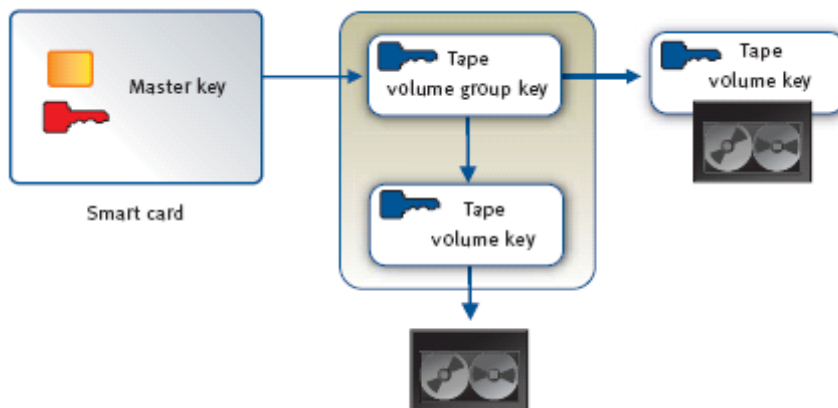 Master key
Smart card
Tape
volume group key
Tape
volume key
Tape
volume key